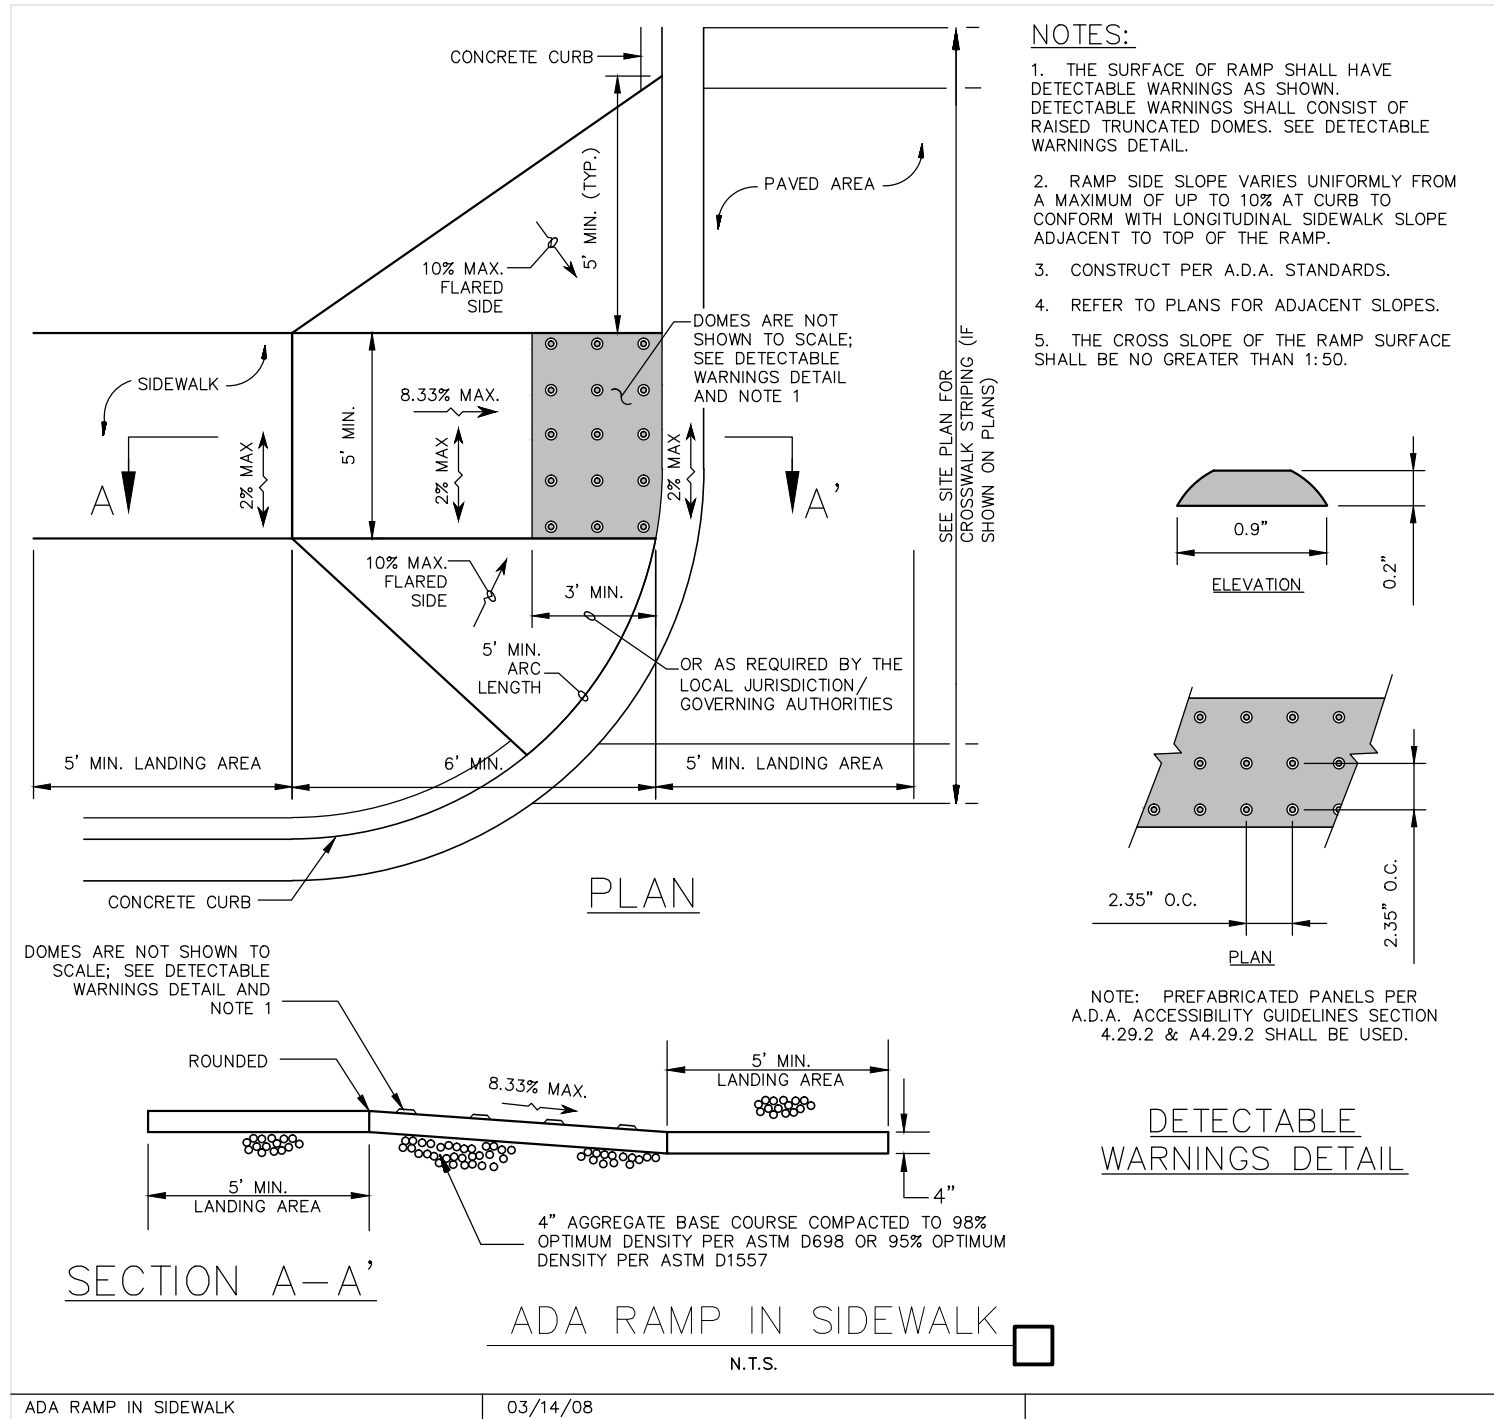 CONCRETE CURB
5' MIN. (TYP.)
PAVED AREA
10% MAX.
FLARED
SIDE
DOMES ARE NOT
SHOWN TO SCALE;
SEE DETECTABLE
WARNINGS DETAIL
AND NOTE 1
SIDEWALK
8.33% MAX.
5' MIN.
2% MAX
2% MAX
2% MAX
A
A'
SEE SITE PLAN FOR
CROSSWALK STRIPING (IF
SHOWN ON PLANS)
10% MAX.
FLARED
SIDE
3' MIN.
5' MIN.
ARC
LENGTH
OR AS REQUIRED BY THE
LOCAL JURISDICTION/
GOVERNING AUTHORITIES
5' MIN. LANDING AREA
6' MIN.
5' MIN. LANDING AREA
CONCRETE CURB
PLAN
NOTES:
1. THE SURFACE OF RAMP SHALL HAVE
DETECTABLE WARNINGS AS SHOWN.
DETECTABLE WARNINGS SHALL CONSIST OF
RAISED TRUNCATED DOMES. SEE DETECTABLE
WARNINGS DETAIL.
2. RAMP SIDE SLOPE VARIES UNIFORMLY FROM
A MAXIMUM OF UP TO 10% AT CURB TO
CONFORM WITH LONGITUDINAL SIDEWALK SLOPE
ADJACENT TO TOP OF THE RAMP.
3. CONSTRUCT PER A.D.A. STANDARDS.
4. REFER TO PLANS FOR ADJACENT SLOPES.
5. THE CROSS SLOPE OF THE RAMP SURFACE
SHALL BE NO GREATER THAN 1:50.
0.9"
0.2"
ELEVATION
2.35" O.C.
2.35" O.C.
PLAN
NOTE: PREFABRICATED PANELS PER
A.D.A. ACCESSIBILITY GUIDELINES SECTION
4.29.2 & A4.29.2 SHALL BE USED.
DETECTABLE
WARNINGS DETAIL
DOMES ARE NOT SHOWN TO
SCALE; SEE DETECTABLE
WARNINGS DETAIL AND
NOTE 1
ROUNDED
8.33% MAX.
5' MIN.
LANDING AREA
5' MIN.
LANDING AREA
4"
4" AGGREGATE BASE COURSE COMPACTED TO 98%
OPTIMUM DENSITY PER ASTM D698 OR 95% OPTIMUM
DENSITY PER ASTM D1557
SECTION A-A'
ADA RAMP IN SIDEWALK
N.T.S.
ADA RAMP IN SIDEWALK
03/14/08